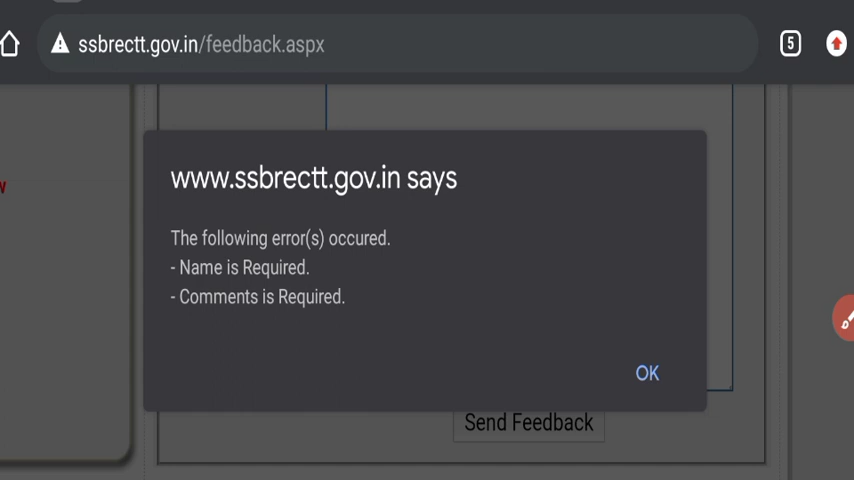 ssbrectt.gov.in/feedback.aspx
5
www.ssbrectt.gov.in says
The following error(s) occured.
- Name is Required.
- Comments is Required.
OK
Send Feedback